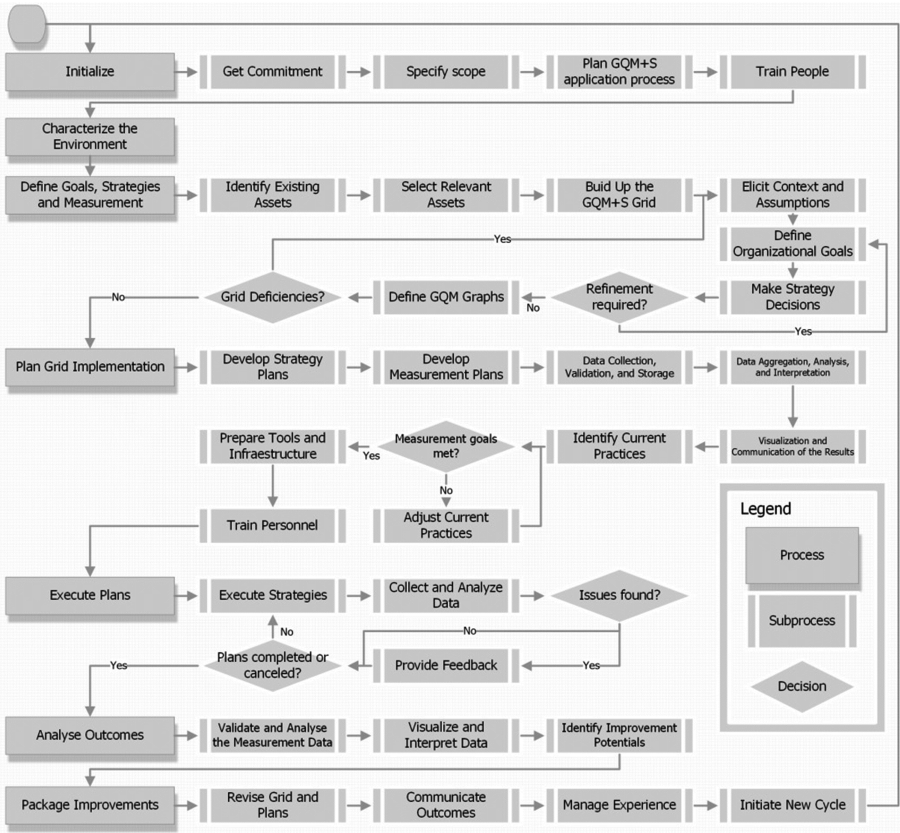 Initialize
Get Commitment
Specify scope
Plan GQM+S
application process
Train People
Characterize the
Environment
Define Goals, Strategies
and Measurement
Identify Existing
Assets
Select Relevant
Assets
Buid Up the
GQM+S Grid
Elicit Context and
Assumptions
Yes
Define
Organizational Goals
No
Grid Deficiencies?
Define GQM Graphs
No
Refinement
required?
Make Strategy
Decisions
Yes
Plan Grid Implementation
Develop Strategy
Plans
Develop
Measurement Plans
Data Collection,
Validation, and Storage
Data Aggregation, Analysis,
and Interpretation
Prepare Tools and
Infraestructure
Yes
Measurement goals
met?
Identify Current
Practices
Visualization and
Communication of the Results
No
Train Personnel
Adjust Current
Practices
Legend
Process
Subprocess
Decision
Execute Plans
Execute Strategies
Collect and Analyze
Data
Issues found?
No
No
Yes
Plans completed or
canceled?
Provide Feedback
Yes
Analyse Outcomes
Validate and Analyse
the Measurement Data
Visualize and
Interpret Data
Identify Improvement
Potentials
Package Improvements
Revise Grid and
Plans
Communicate
Outcomes
Manage Experience
Initiate New Cycle